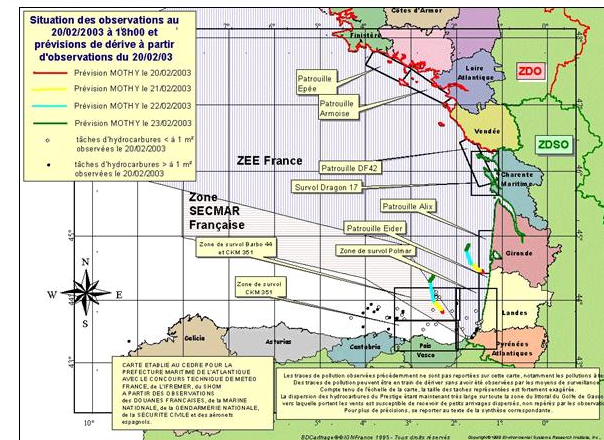 Situation des observations au
20/02/2003 à 18h00 et
prévisions de dérive à partir
d'observations du 20/02/03
Prévision MOTHY le 20/02/2003
Prévision MOTHY le 21/02/2003
Prévision MOTHY le 22/02/2003
Prévision MOTHY le 23/02/2003
tâches d'hydrocarbures < à 1 m²
observées le 20/02/2003
tâches d'hydrocarbures > à 1 m²
observées le 20/02/2003
Côtes d'Armor
Finistère
Loire
Atlantique
ZDO
Patrouille
Epée
Patrouille
Armoise
Vendée
ZDSO
ZEE France
Patrouille DF42
Survol Dragon 17
Charente
Maritime
Zone
SECMAR
Française
Patrouille Alix
Patrouille Eider
Zone de survol Barbo 44
et CKM 351
Zone de survol Polmar
Gironde
Zone de survol
CKM 351
N
W E
S
Landes
Galicia
Asturias
Cantabria
Pais
Vasco
Pyrénées
Atlantiques
CARTE ETABLIE AU CEDRE POUR LA
PREFECTURE MARITIME DE L'ATLANTIQUE
AVEC LE CONCOURS TECHNIQUE DE METEO
FRANCE, DE L'IFREMER, du SHOM
A PARTIR DES OBSERVATIONS
des DOUANES FRANCAISES, de la MARINE
NATIONALE, de la GENDARMERIE NATIONALE,
de la SÉCURITÉ CIVILE et des aéronets
espagnols.
Les traces de pollution observées précédemment ne sont pas reportées sur cette carte, notamment les pollutions à te
Des traces de pollution peuvent être en train de dériver sans avoir été observées par les moyens de surveillance.
Compte tenu de l'échelle de la carte, la taille des taches représentées est fortement exagérée.
La dispersion des hydrocarbures du Prestige étant maintenant très large sur toute la zone du littoral du Golfe de Gasco
vers laquelle portent les vents est susceptible de recevoir de petits arrivages dispersés, non repérés par les observati
Pour plus de précisions, se reporter au texte de la synthèse correspondante.
BDCarthage®©IGNFrance 1995 - Tous droits réservés